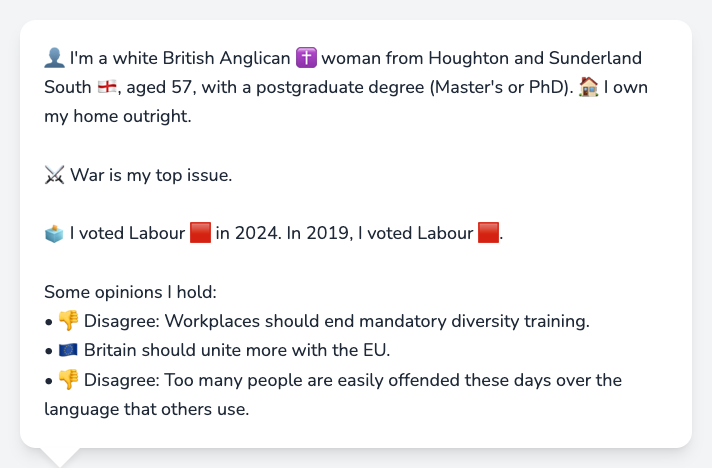 👤 I'm a white British Anglican ✝️ woman from Houghton and Sunderland
South 🏴󠁧󠁢󠁥󠁮󠁧󠁿, aged 57, with a postgraduate degree (Master's or PhD). 🏠 I own
my home outright.
⚔️ War is my top issue.
🗳️ I voted Labour 🟥 in 2024. In 2019, I voted Labour 🟥.
Some opinions I hold:
• 👎 Disagree: Workplaces should end mandatory diversity training.
• 🇪🇺 Britain should unite more with the EU.
• 👎 Disagree: Too many people are easily offended these days over the
language that others use.